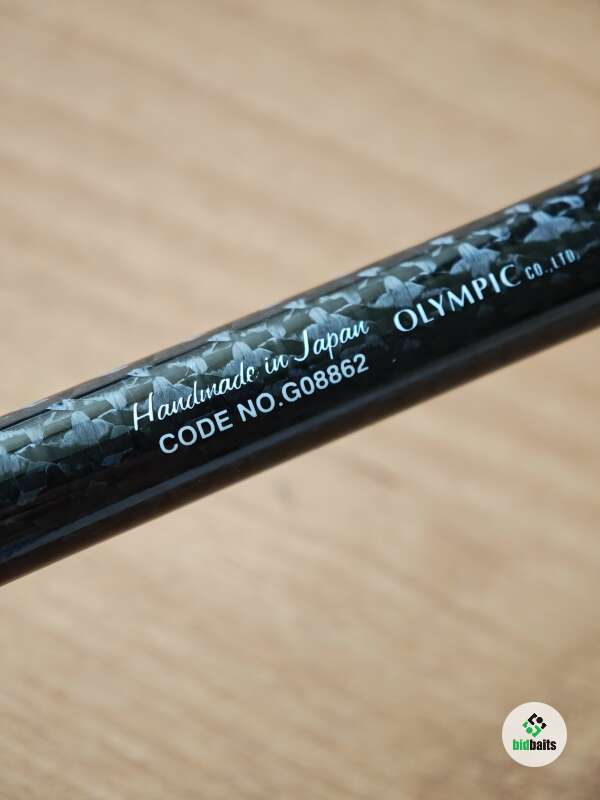 Handmade in Japan
CODE NO.G08862
OLYMPIC CO.,LTD.
bidbaits